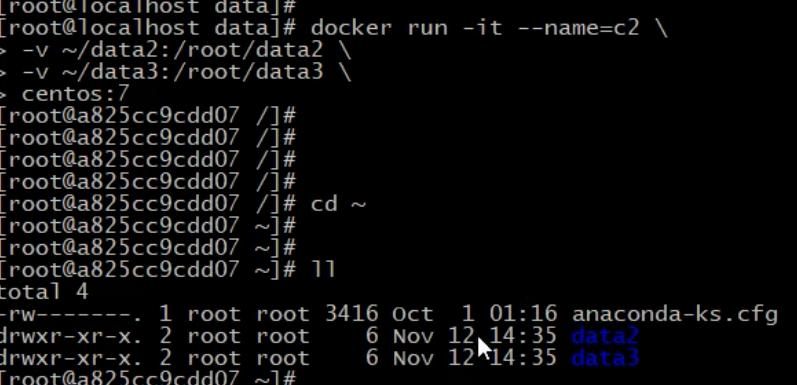 [root@localhost data]#
[root@localhost data]# docker run -it --name=c2 \
> -v ~/data2:/root/data2 \
> -v ~/data3:/root/data3 \
> centos:7
[root@a825cc9cdd07 /]#
[root@a825cc9cdd07 /]#
[root@a825cc9cdd07 /]#
[root@a825cc9cdd07 /]#
[root@a825cc9cdd07 /]# cd ~
[root@a825cc9cdd07 ~]#
[root@a825cc9cdd07 ~]#
[root@a825cc9cdd07 ~]# ll
total 4
-rw-------. 1 root root 3416 Oct  1 01:16 anaconda-ks.cfg
drwxr-xr-x. 2 root root    6 Nov 12 14:35 data2
drwxr-xr-x. 2 root root    6 Nov 12 14:35 data3
[root@a825cc9cdd07 ~]#